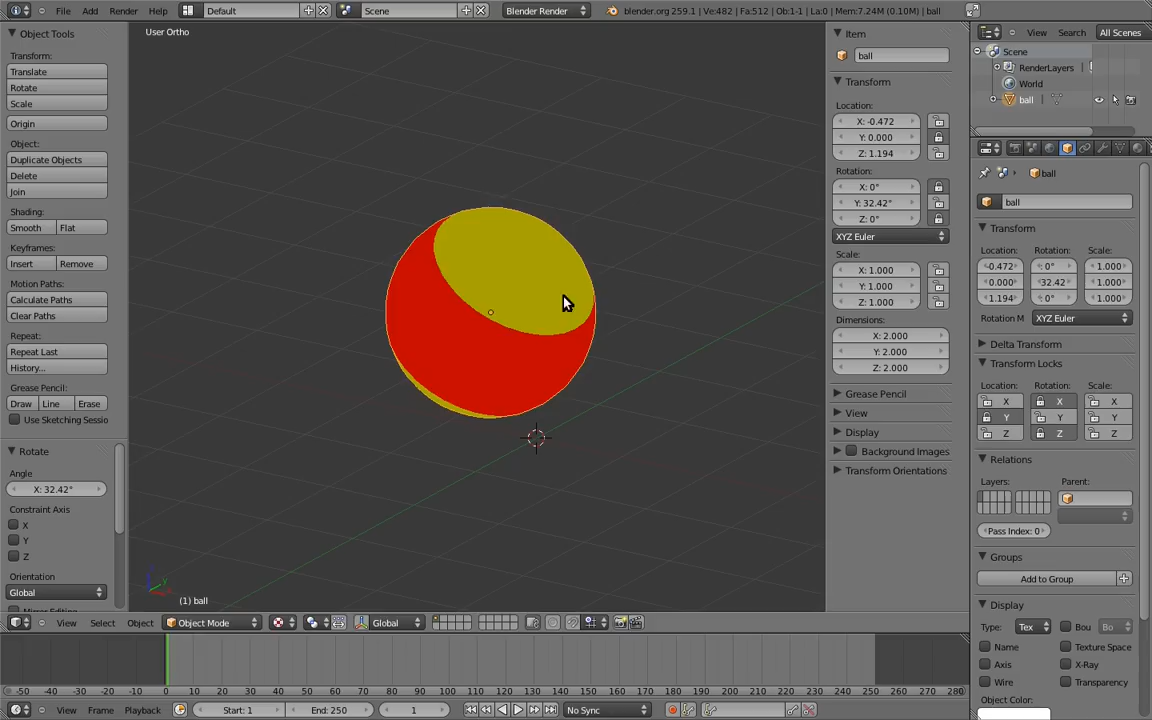 File Add Render Help Default Scene Blender Render blender.org 259.1 | Ve:482 | Fa:512 | Ob:1-1 | La:0 | Mem:7.24M (0.10M) | ball
Object Tools
Transform:
Translate
Rotate
Scale
Origin
Object:
Duplicate Objects
Delete
Join
Shading:
Smooth Flat
Keyframes:
Insert Remove
Motion Paths:
Calculate Paths
Clear Paths
Repeat:
Repeat Last
History...
Grease Pencil:
Draw Line Erase
Use Sketching Sessio
Rotate
Angle
X: 32.42°
Constraint Axis
X
Y
Z
Orientation
Global
User Ortho
(1) ball
Item
ball
Transform
Location:
X: -0.472
Y: 0.000
Z: 1.194
Rotation:
X: 0°
Y: 32.42°
Z: 0°
XYZ Euler
Scale:
X: 1.000
Y: 1.000
Z: 1.000
Dimensions:
X: 2.000
Y: 2.000
Z: 2.000
Grease Pencil
View
Display
Background Images
Transform Orientations
View Search All Scenes
Scene
RenderLayers |
World
ball |
ball
ball
Transform
Location: Rotation: Scale:
-0.472 0° 1.000
0.000 32.42 1.000
1.194 0° 1.000
Rotation M XYZ Euler
Delta Transform
Transform Locks
Location: Rotation: Scale:
X X X
Y Y Y
Z Z Z
Relations
Layers: Parent:
Pass Index: 0
Groups
Add to Group
Display
Type: Tex Bou Bo
Name Texture Space
Axis X-Ray
Wire Transparency
Object Color:
View Select Object Object Mode Global
-50 -40 -30 -20 -10 0 10 20 30 40 50 60 70 80 90 100 110 120 130 140 150 160 170 180 190 200 210 220 230 240 250 260 270 280
View Frame Playback Start: 1 End: 250 1 No Sync